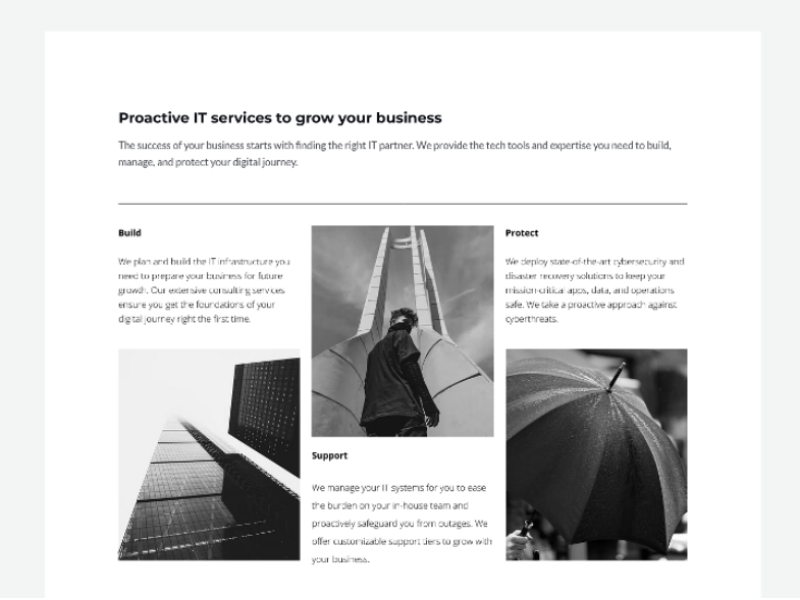 Proactive IT services to grow your business
The success of your business starts with finding the right IT partner. We provide the tech tools and expertise you need to build,
manage, and protect your digital journey.
Build
We plan and build the IT infrastructure you
need to prepare your business for future
growth. Our extensive consulting services
ensure you get the foundations of your
digital journey right the first time.
Support
We manage your IT systems for you to ease
the burden on your in-house team and
proactively safeguard you from outages. We
offer customizable support tiers to grow with
your business.
Protect
We deploy state-of-the-art cybersecurity and
disaster recovery solutions to keep your
mission-critical apps, data, and operations
safe. We take a proactive approach against
cyberthreats.